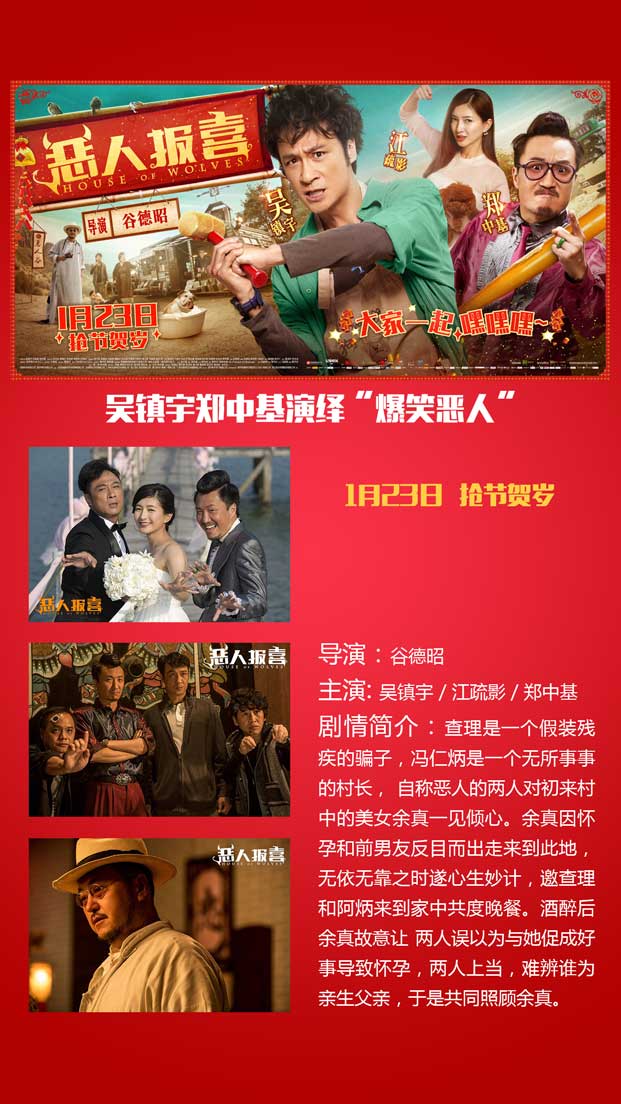 恶人报喜
HOUSE OF WOLVES
导演 谷德昭
吴镇宇
江疏影
郑中基
1月23日
抢节贺岁
大家一起,嘿嘿嘿~
吴镇宇郑中基演绎“爆笑恶人”
1月23日 抢节贺岁
恶人报喜
HOUSE OF WOLVES
恶人报喜
HOUSE OF WOLVES
恶人报喜
HOUSE OF WOLVES
导演：谷德昭
主演: 吴镇宇 / 江疏影 / 郑中基
剧情简介：查理是一个假装残
疾的骗子，冯仁炳是一个无所事事
的村长， 自称恶人的两人对初来村
中的美女余真一见倾心。余真因怀
孕和前男友反目而出走来到此地，
无依无靠之时遂心生妙计，邀查理
和阿炳来到家中共度晚餐。酒醉后
余真故意让 两人误以为与她促成好
事导致怀孕，两人上当，难辨谁为
亲生父亲，于是共同照顾余真。